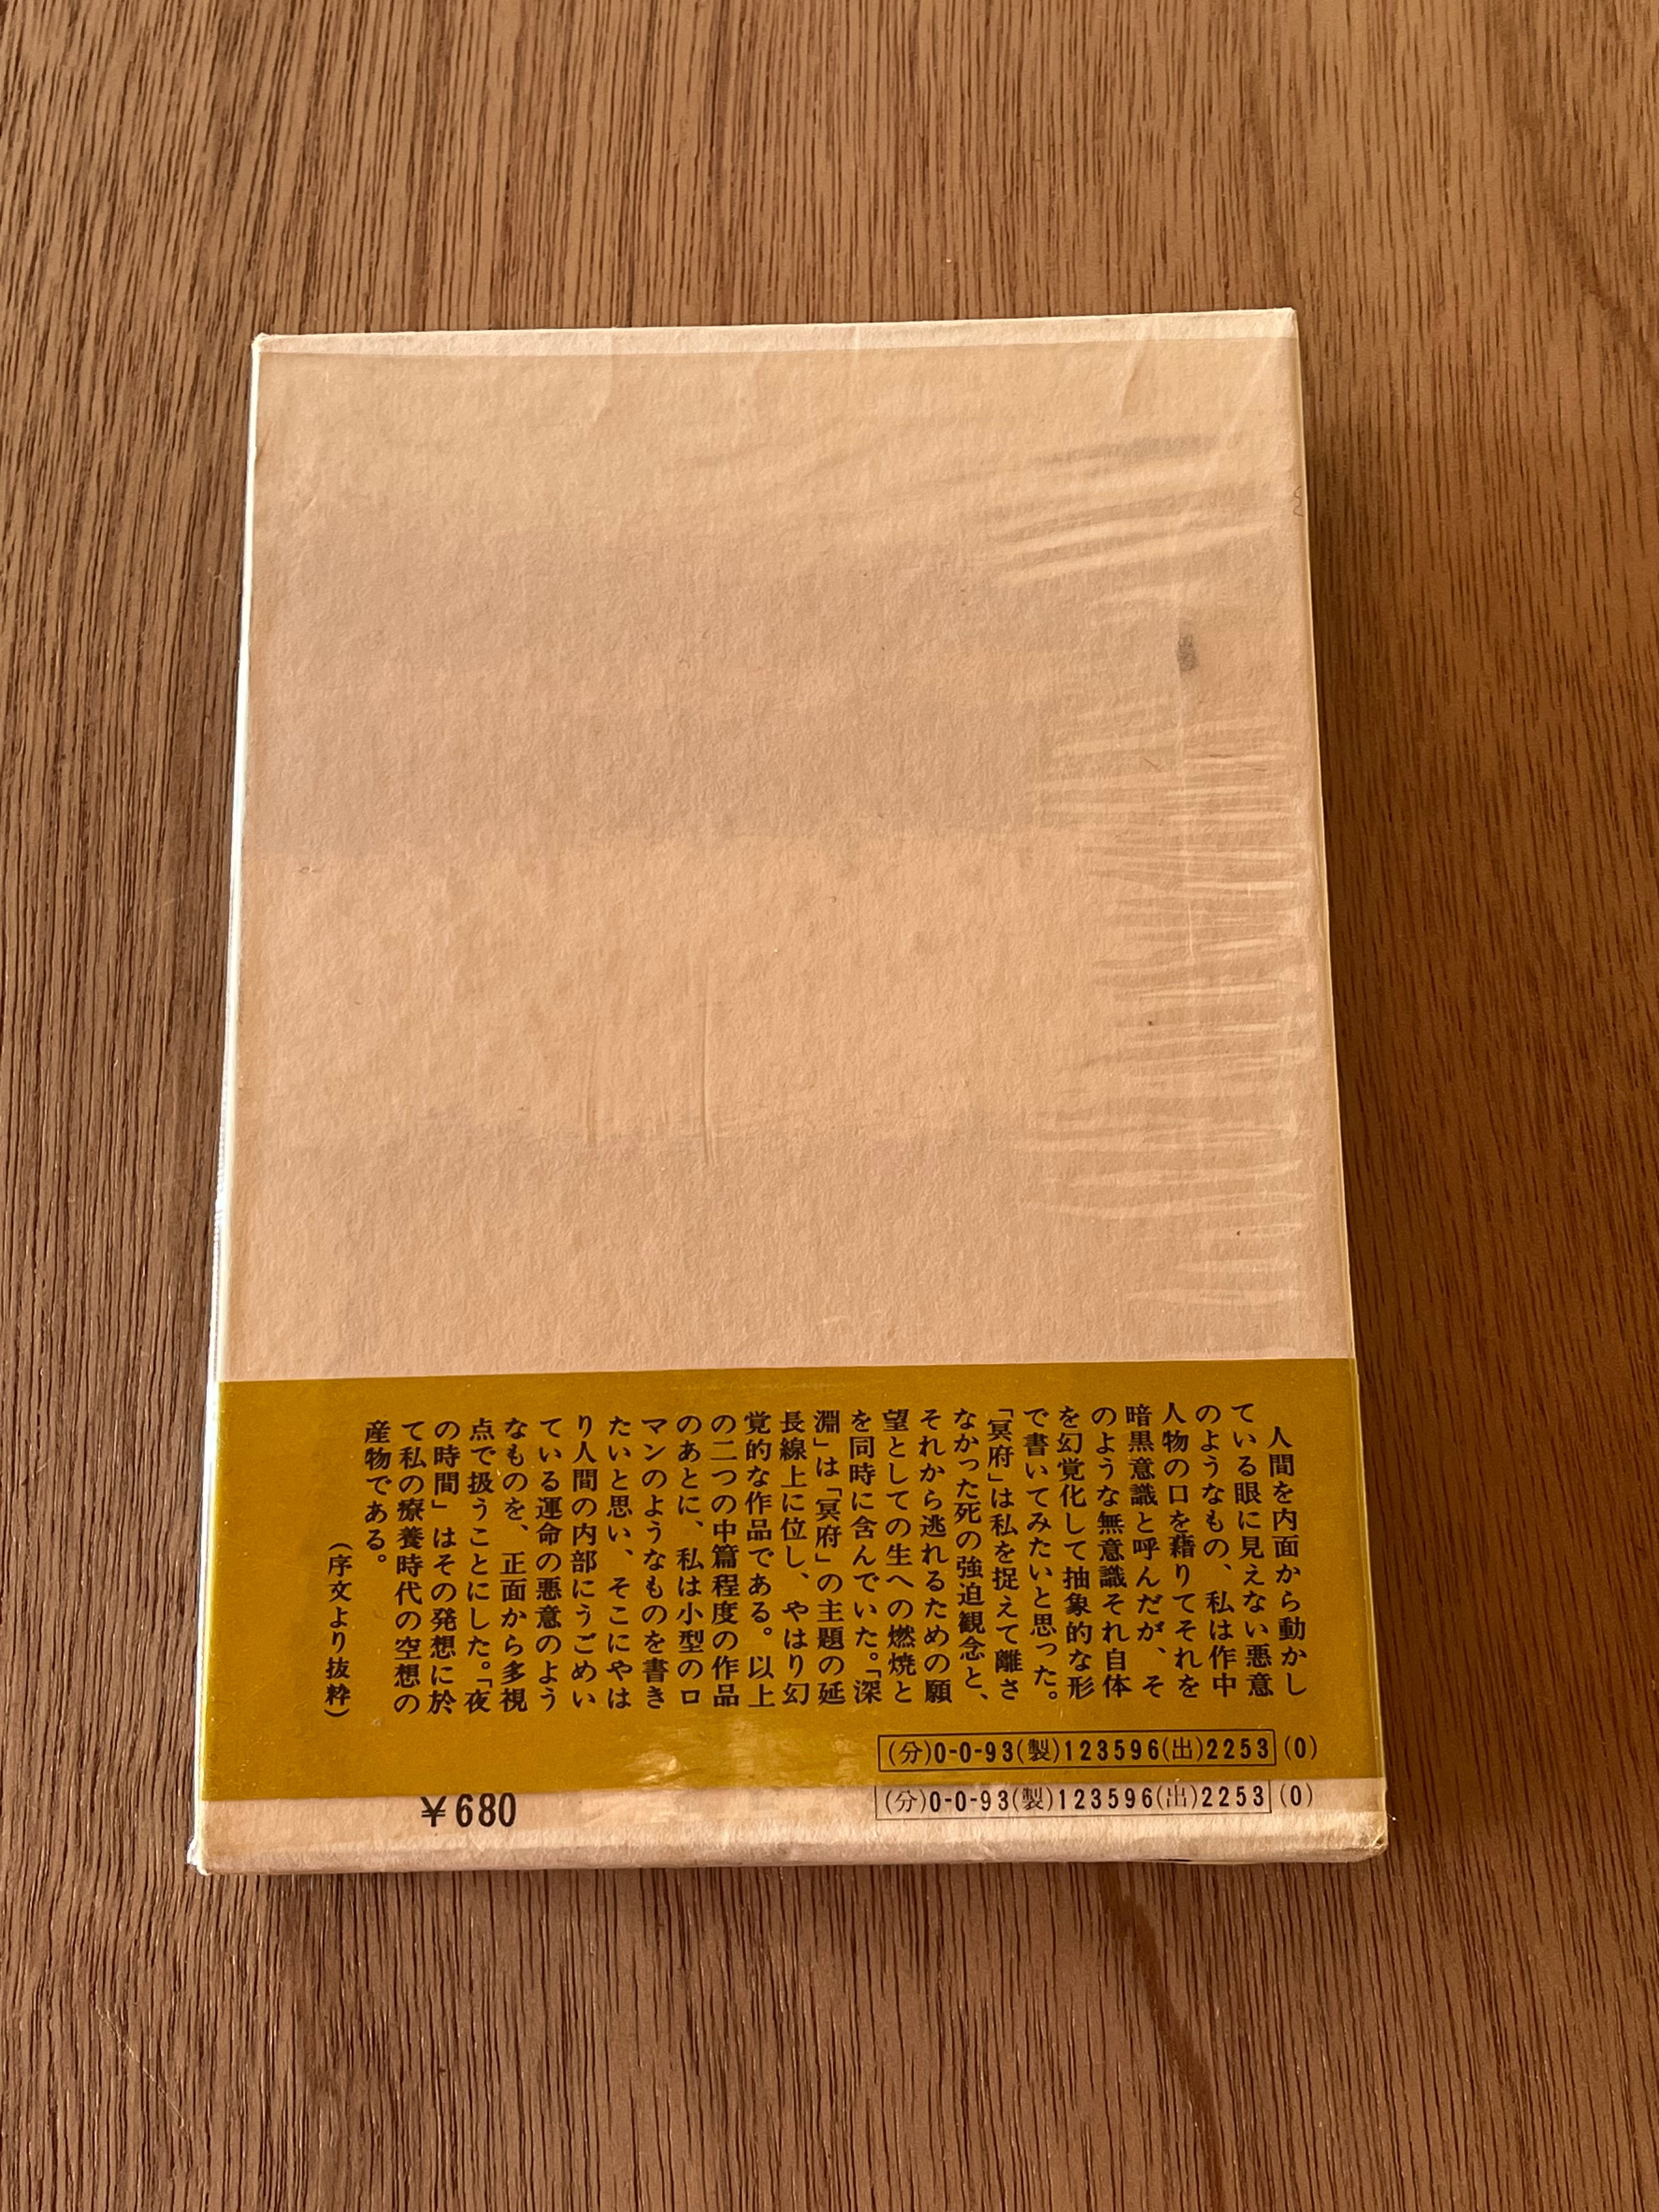 人間を内面から動かし
ている眼に見えない悪意
のようなもの、私は作中
人物の口を藉りてそれを
暗黒意識と呼んだが、そ
のような無意識それ自体
を幻覚化して抽象的な形
で書いてみたいと思った。
「冥府」は私を捉えて離さ
なかった死の強迫観念と、
それから逃れるための願
望としての生への燃焼と
を同時に含んでいた。「深
淵」は「冥府」の主題の延
長線上に位し、やはり幻
覚的な作品である。以上
の二つの中篇程度の作品
のあとに、私は小型のロ
マンのようなものを書き
たいと思い、そこにやは
り人間の内部にうごめい
ている運命の悪意のよう
なものを、正面から多視
点で扱うことにした。「夜
の時間」はその発想に於
て私の療養時代の空想の
産物である。
(序文より抜粋)
(分)0-0-93(製)123596(出)2253(0)
(分)0-0-93(製)123596(出)2253(0)
¥680